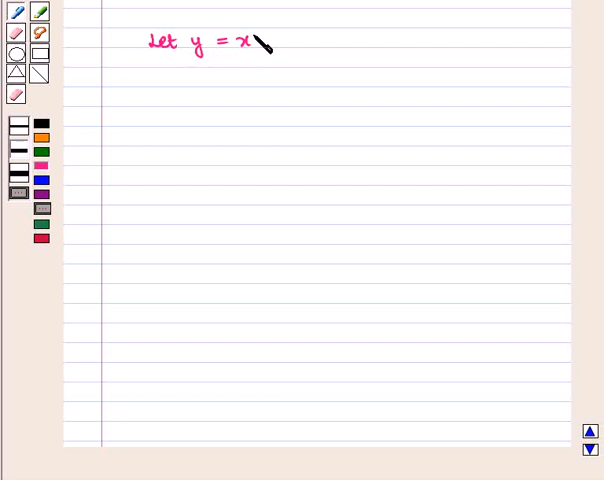 Let y = x